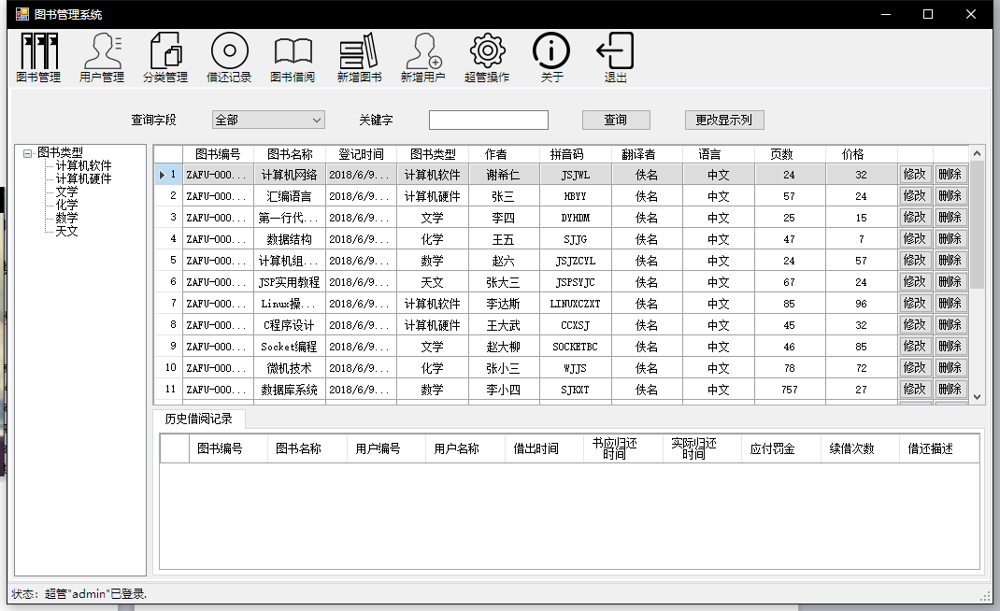 图书管理系统
图书管理 用户管理 分类管理 借还记录 图书借阅 新增图书 新增用户 超管操作 关于 退出
查询字段 全部 关键字 查询 更改显示列
图书类型
计算机软件
计算机硬件
文学
化学
数学
天文
图书编号 图书名称 登记时间 图书类型 作者 拼音码 翻译者 语言 页数 价格
1 ZAFU-000... 计算机网络 2018/6/9... 计算机软件 谢希仁 JSJWL 佚名 中文 24 32 修改 删除
2 ZAFU-000... 汇编语言 2018/6/9... 计算机硬件 张三 HBYY 佚名 中文 57 24 修改 删除
3 ZAFU-000... 第一行代... 2018/6/9... 文学 李四 DYHDM 佚名 中文 25 15 修改 删除
4 ZAFU-000... 数据结构 2018/6/9... 化学 王五 SJJG 佚名 中文 47 7 修改 删除
5 ZAFU-000... 计算机组... 2018/6/9... 数学 赵六 JSJZCYL 佚名 中文 24 57 修改 删除
6 ZAFU-000... JSP实用教程 2018/6/9... 天文 张大三 JSPSYJC 佚名 中文 67 24 修改 删除
7 ZAFU-000... Linux操... 2018/6/9... 计算机软件 李达斯 LINUXCZXT 佚名 中文 85 96 修改 删除
8 ZAFU-000... C程序设计 2018/6/9... 计算机硬件 王大武 CCXSJ 佚名 中文 45 32 修改 删除
9 ZAFU-000... Socket编程 2018/6/9... 文学 赵大柳 SOCKETBC 佚名 中文 46 85 修改 删除
10 ZAFU-000... 微机技术 2018/6/9... 化学 张小三 WJJS 佚名 中文 78 72 修改 删除
11 ZAFU-000... 数据库系统 2018/6/9... 数学 李小四 SJKXT 佚名 中文 757 27 修改 删除
历史借阅记录
图书编号 图书名称 用户编号 用户名称 借出时间 书应归还时间 实际归还时间 应付罚金 续借次数 借还描述
状态: 超管"admin"已登录.